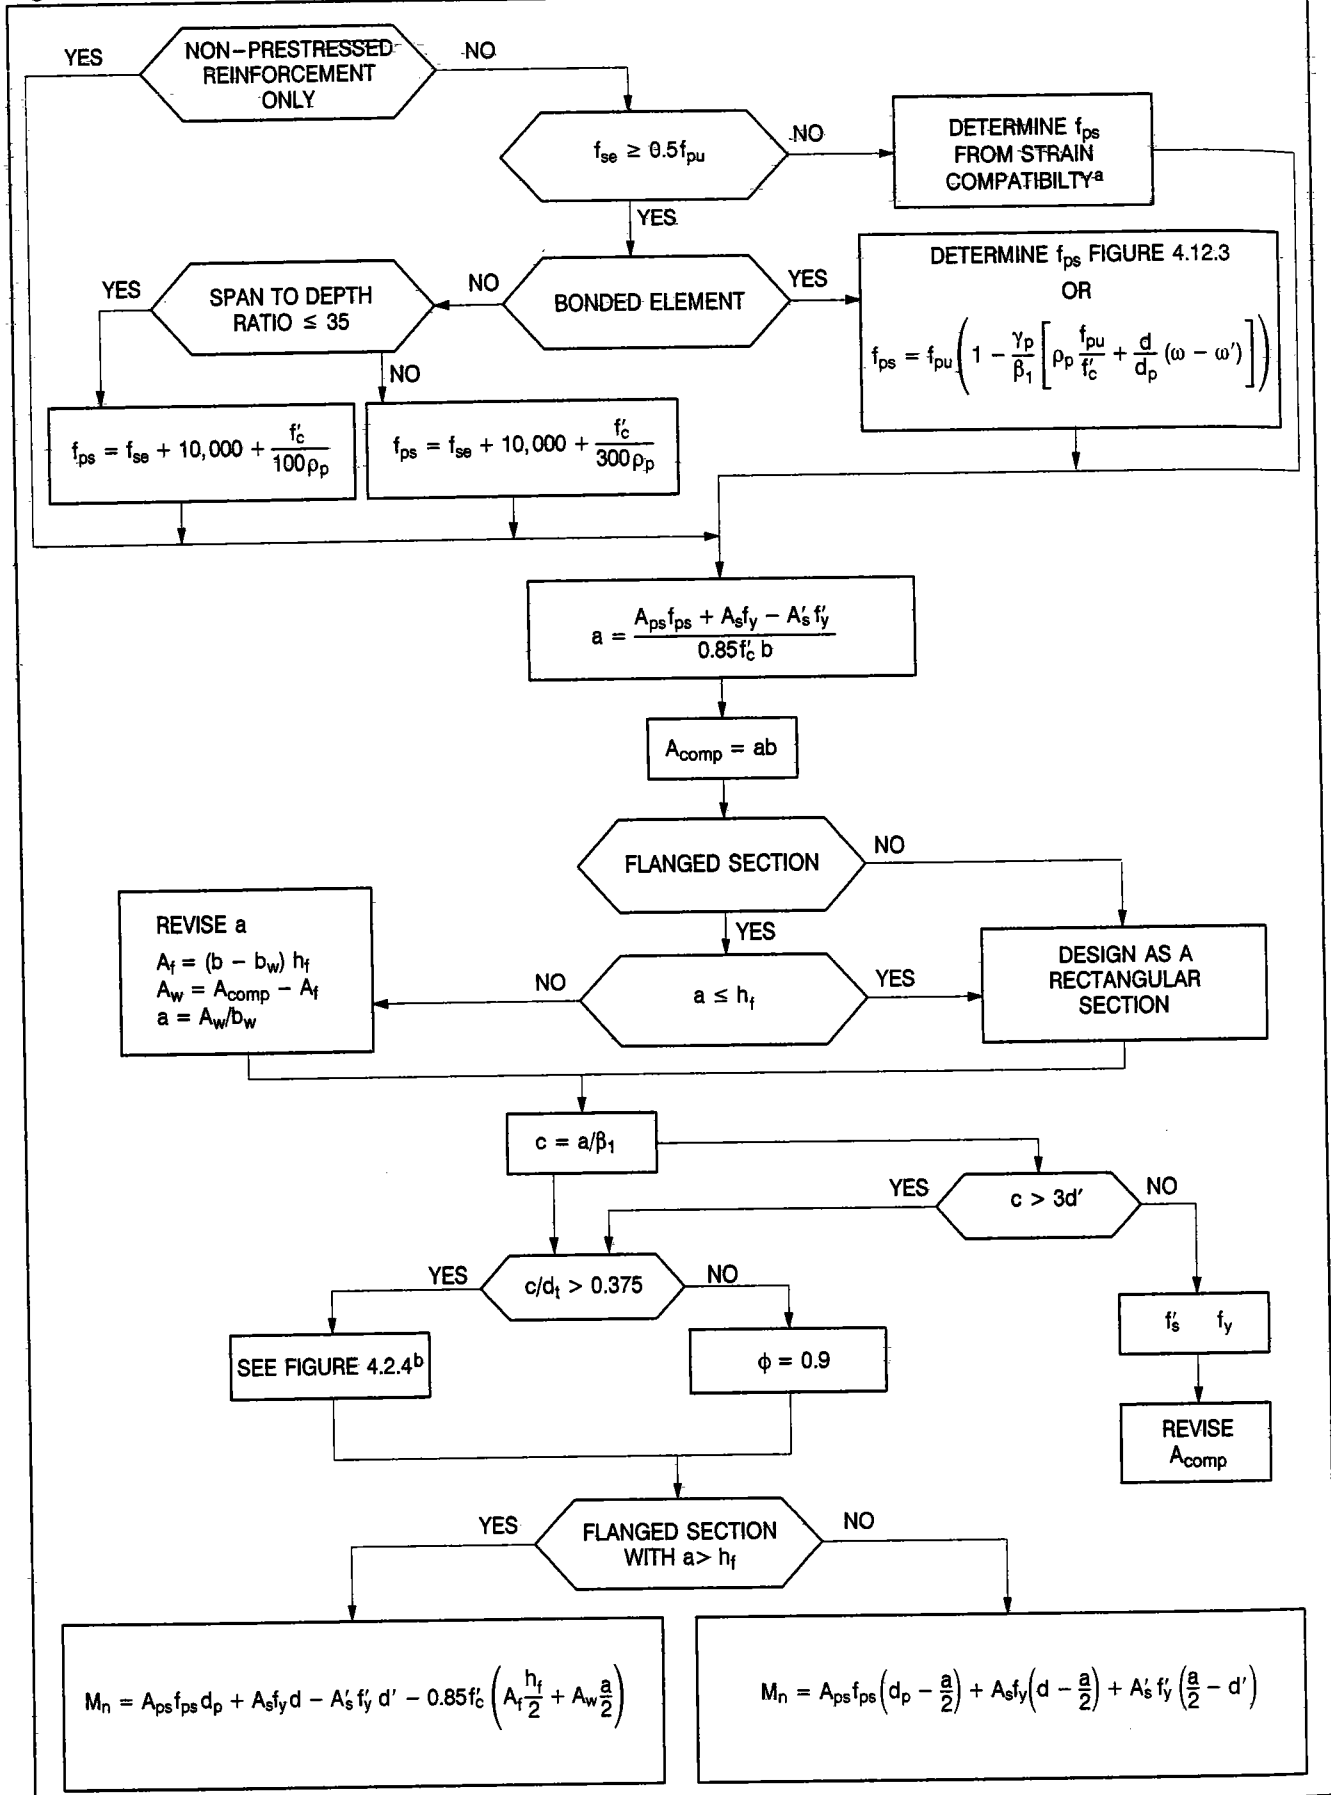 YES
NON-PRESTRESSED
REINFORCEMENT
ONLY
NO
f_se ≥ 0.5f_pu
NO
DETERMINE f_ps
FROM STRAIN
COMPATIBILTY^a
YES
BONDED ELEMENT
NO
YES
YES
SPAN TO DEPTH
RATIO ≤ 35
NO
DETERMINE f_ps FIGURE 4.12.3
OR
f_ps = f_pu ( 1 − γ_p/β_1 [ ρ_p f_pu/f′_c + d/d_p (ω − ω′) ] )
f_ps = f_se + 10,000 + f′_c/100ρ_p
f_ps = f_se + 10,000 + f′_c/300ρ_p
a = (A_ps f_ps + A_s f_y − A′_s f′_y)/(0.85f′_c b)
A_comp = ab
FLANGED SECTION
NO
YES
REVISE a
A_f = (b − b_w) h_f
A_w = A_comp − A_f
a = A_w/b_w
NO
a ≤ h_f
YES
DESIGN AS A
RECTANGULAR
SECTION
c = a/β_1
YES
c > 3d′
NO
YES
c/d_t > 0.375
NO
f′_s f_y
SEE FIGURE 4.2.4^b
ϕ = 0.9
REVISE
A_comp
YES
FLANGED SECTION
WITH a> h_f
NO
M_n = A_ps f_ps d_p + A_s f_y d − A′_s f′_y d′ − 0.85f′_c ( A_f h_f/2 + A_w a/2 )
M_n = A_ps f_ps ( d_p − a/2 ) + A_s f_y ( d − a/2 ) + A′_s f′_y ( a/2 − d′ )